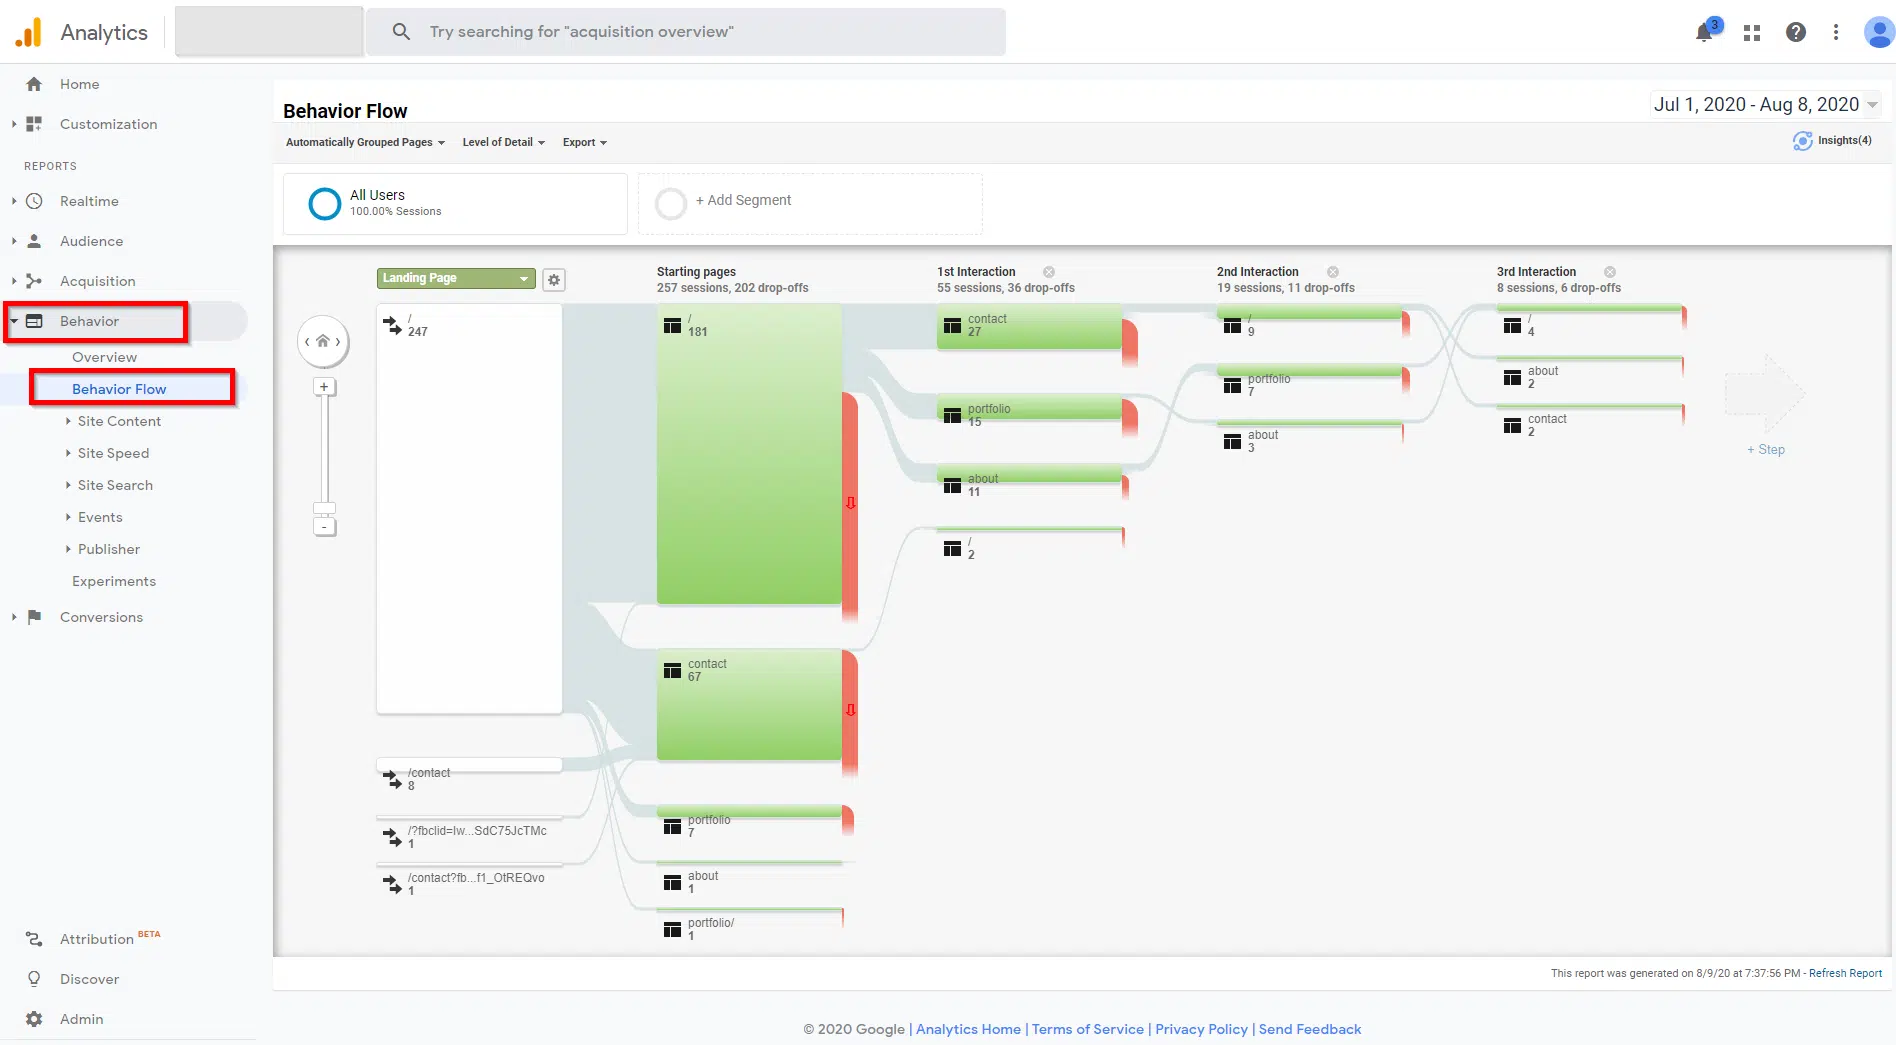 Analytics
Try searching for "acquisition overview"
3
Home
Customization
REPORTS
Realtime
Audience
Acquisition
Behavior
Overview
Behavior Flow
Site Content
Site Speed
Site Search
Events
Publisher
Experiments
Conversions
Attribution BETA
Discover
Admin
Behavior Flow
Jul 1, 2020 - Aug 8, 2020
Automatically Grouped Pages
Level of Detail
Export
Insights(4)
All Users
100.00% Sessions
+ Add Segment
Landing Page
+
-
/
247
/contact
8
/?fbclid=Iw...SdC75JcTMc
1
/contact?fb...f1_OtREQvo
1
Starting pages
257 sessions, 202 drop-offs
/
181
contact
67
portfolio
7
about
1
portfolio/
1
1st Interaction
55 sessions, 36 drop-offs
contact
27
portfolio
15
about
11
/
2
2nd Interaction
19 sessions, 11 drop-offs
/
9
portfolio
7
about
3
3rd Interaction
8 sessions, 6 drop-offs
/
4
about
2
contact
2
+ Step
This report was generated on 8/9/20 at 7:37:56 PM - Refresh Report
© 2020 Google | Analytics Home | Terms of Service | Privacy Policy | Send Feedback